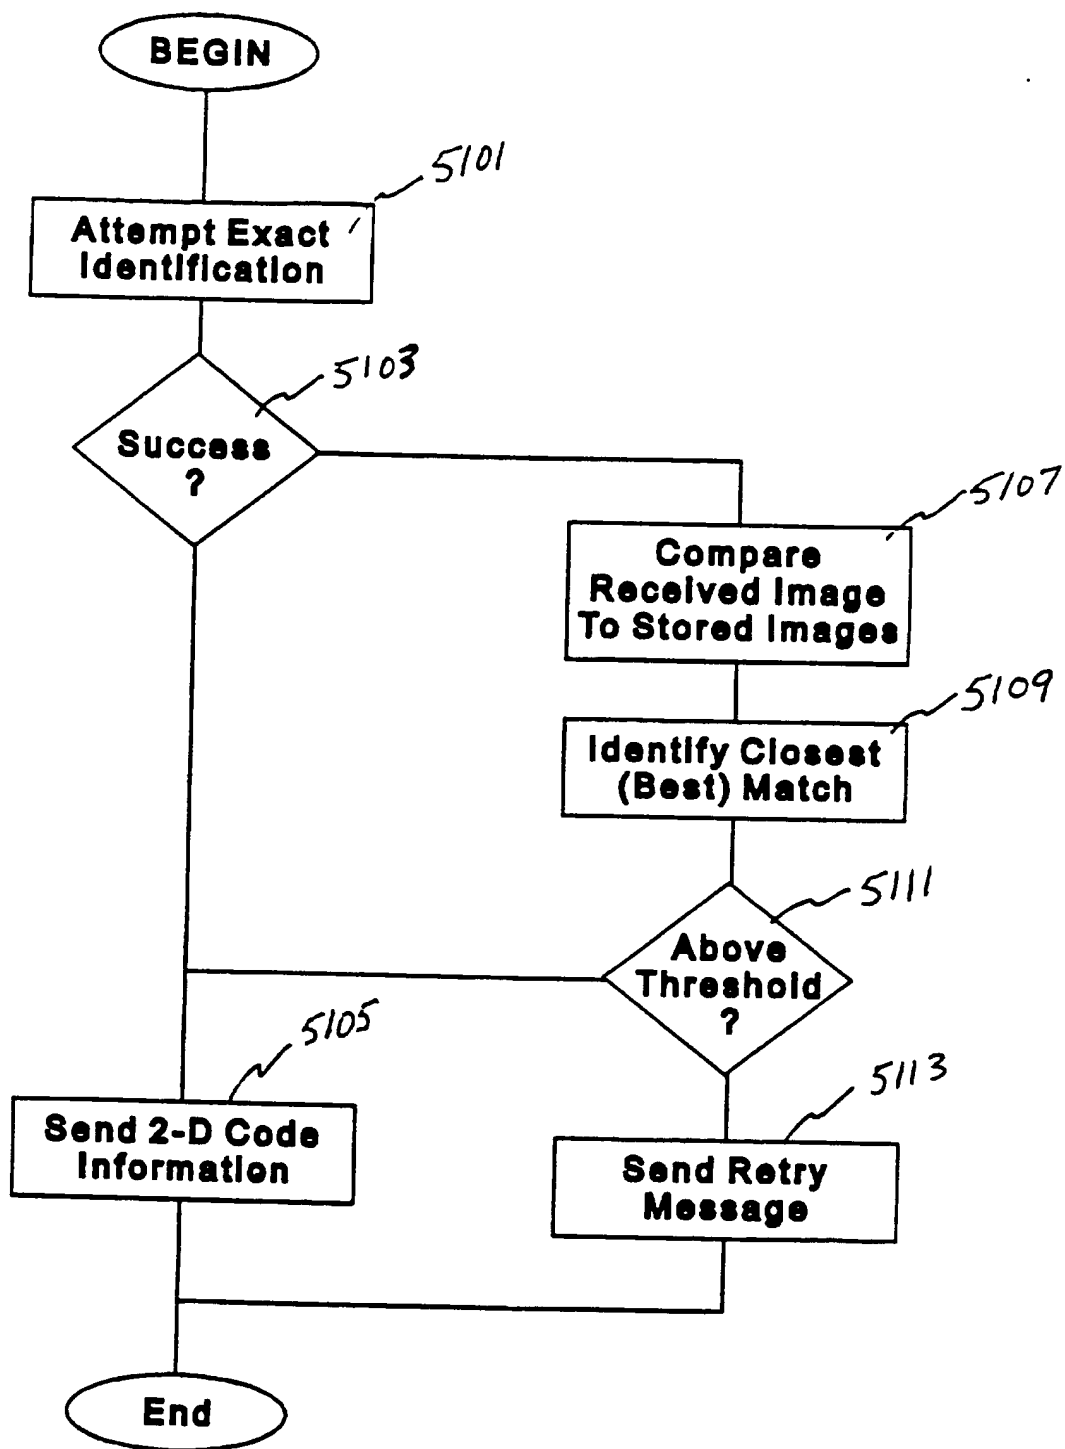 BEGIN
5101
Attempt Exact
Identification
5103
Success
?
5107
Compare
Received Image
To Stored Images
5109
Identify Closest
(Best) Match
5111
Above
Threshold
?
5105
Send 2-D Code
Information
5113
Send Retry
Message
End